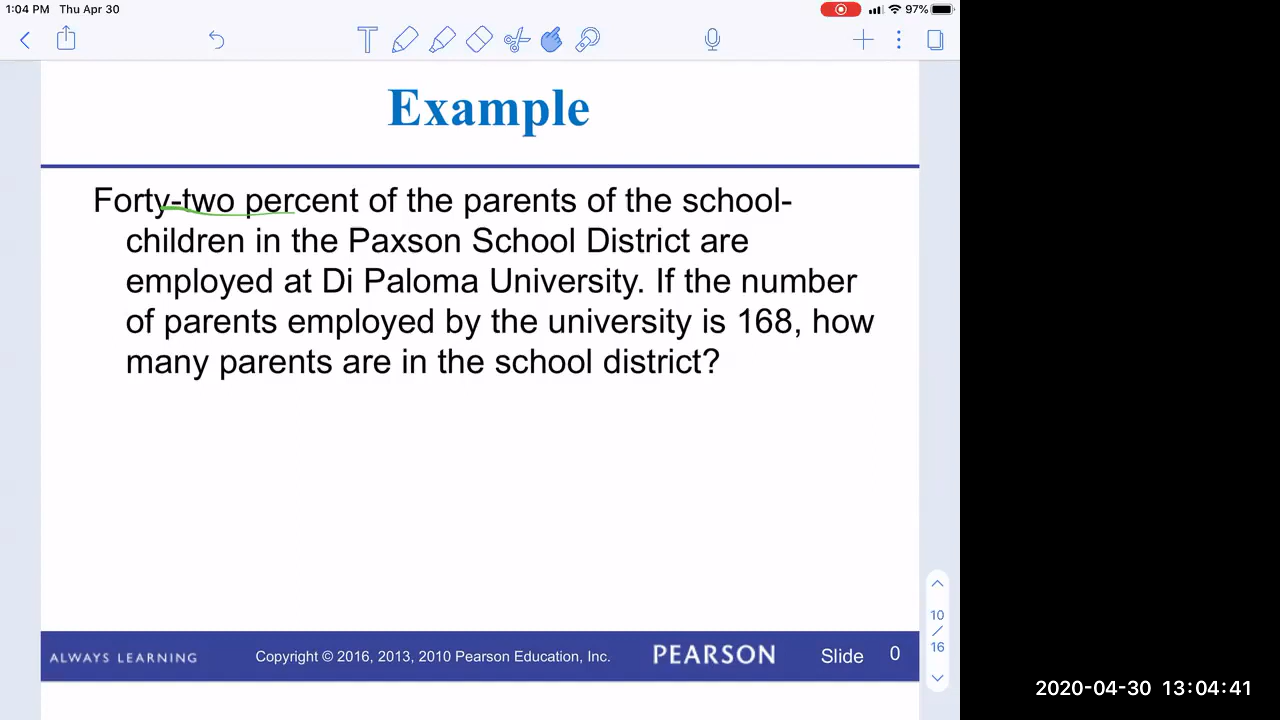 1:04 PM Thu Apr 30
97%
Example
Forty-two percent of the parents of the school-
children in the Paxson School District are
employed at Di Paloma University. If the number
of parents employed by the university is 168, how
many parents are in the school district?
10
/
16
ALWAYS LEARNING Copyright © 2016, 2013, 2010 Pearson Education, Inc. PEARSON Slide 0
2020-04-30 13:04:41